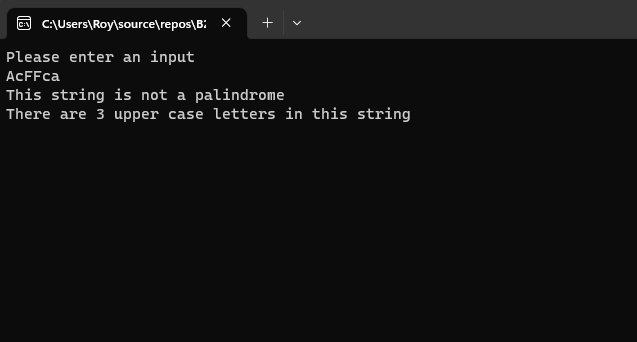 C:\Users\Roy\source\repos\B2
Please enter an input
AcFFca
This string is not a palindrome
There are 3 upper case letters in this string